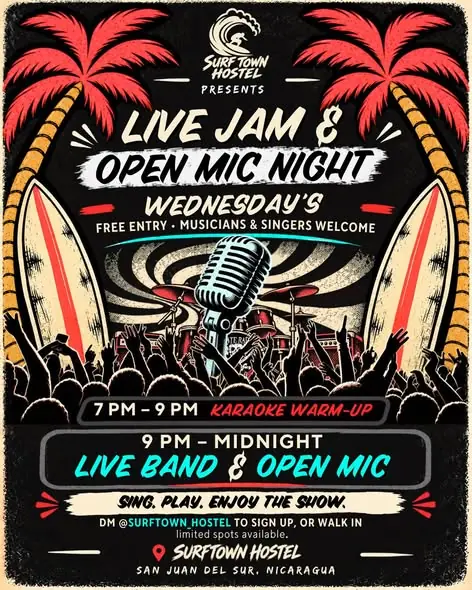 SURF TOWN
HOSTEL
PRESENTS
LIVE JAM &
OPEN MIC NIGHT
WEDNESDAY'S
FREE ENTRY • MUSICIANS & SINGERS WELCOME
7 PM – 9 PM KARAOKE WARM-UP
9 PM – MIDNIGHT
LIVE BAND & OPEN MIC
SING. PLAY. ENJOY THE SHOW.
DM @SURFTOWN_HOSTEL TO SIGN UP, OR WALK IN
limited spots available.
SURFTOWN HOSTEL
SAN JUAN DEL SUR, NICARAGUA